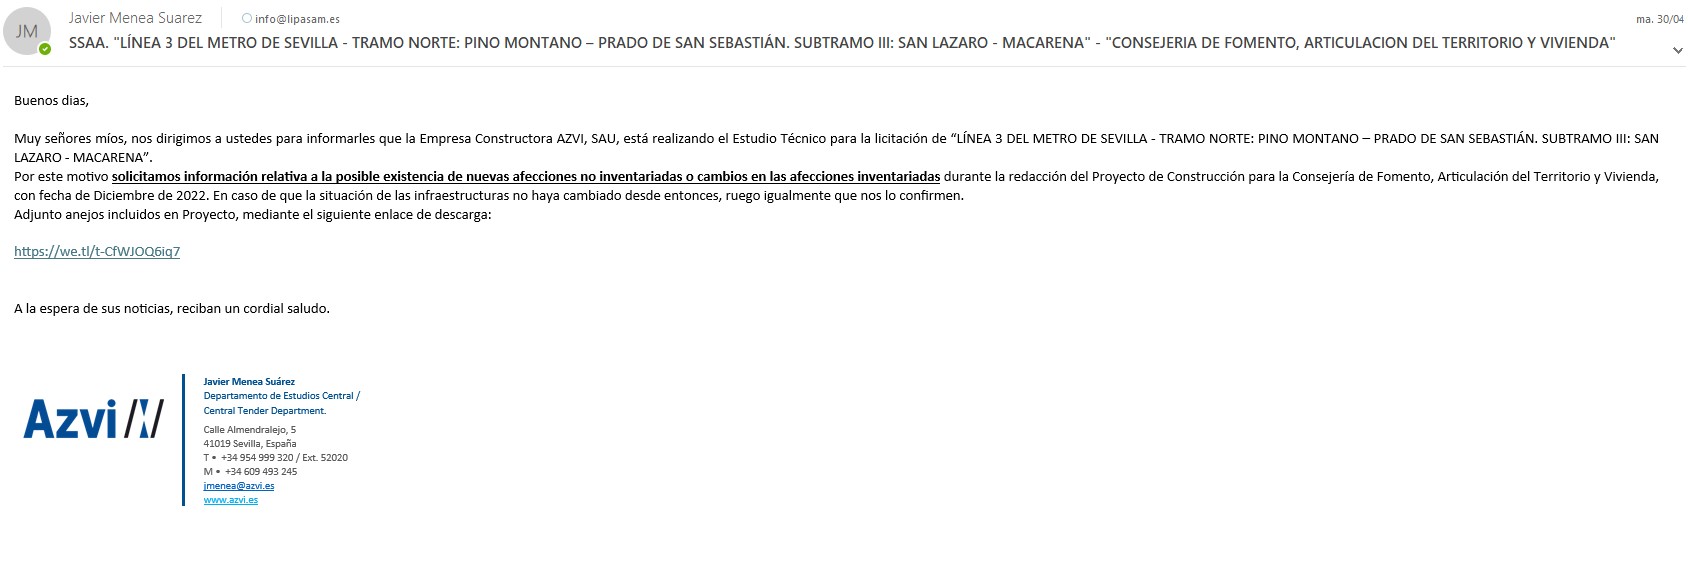 Javier Menea Suarez
info@lipasam.es
ma. 30/04
JM
SSAA. "LÍNEA 3 DEL METRO DE SEVILLA - TRAMO NORTE: PINO MONTANO – PRADO DE SAN SEBASTIÁN. SUBTRAMO III: SAN LAZARO - MACARENA" - "CONSEJERIA DE FOMENTO, ARTICULACION DEL TERRITORIO Y VIVIENDA"
Buenos dias,
Muy señores míos, nos dirigimos a ustedes para informarles que la Empresa Constructora AZVI, SAU, está realizando el Estudio Técnico para la licitación de “LÍNEA 3 DEL METRO DE SEVILLA - TRAMO NORTE: PINO MONTANO – PRADO DE SAN SEBASTIÁN. SUBTRAMO III: SAN
LAZARO - MACARENA”.
Por este motivo solicitamos información relativa a la posible existencia de nuevas afecciones no inventariadas o cambios en las afecciones inventariadas durante la redacción del Proyecto de Construcción para la Consejería de Fomento, Articulación del Territorio y Vivienda,
con fecha de Diciembre de 2022. En caso de que la situación de las infraestructuras no haya cambiado desde entonces, ruego igualmente que nos lo confirmen.
Adjunto anejos incluidos en Proyecto, mediante el siguiente enlace de descarga:
https://we.tl/t-CfWJOQ6iq7
A la espera de sus noticias, reciban un cordial saludo.
Azvi
Javier Menea Suárez
Departamento de Estudios Central /
Central Tender Department.
Calle Almendralejo, 5
41019 Sevilla, España
T • +34 954 999 320 / Ext. 52020
M • +34 609 493 245
jmenea@azvi.es
www.azvi.es